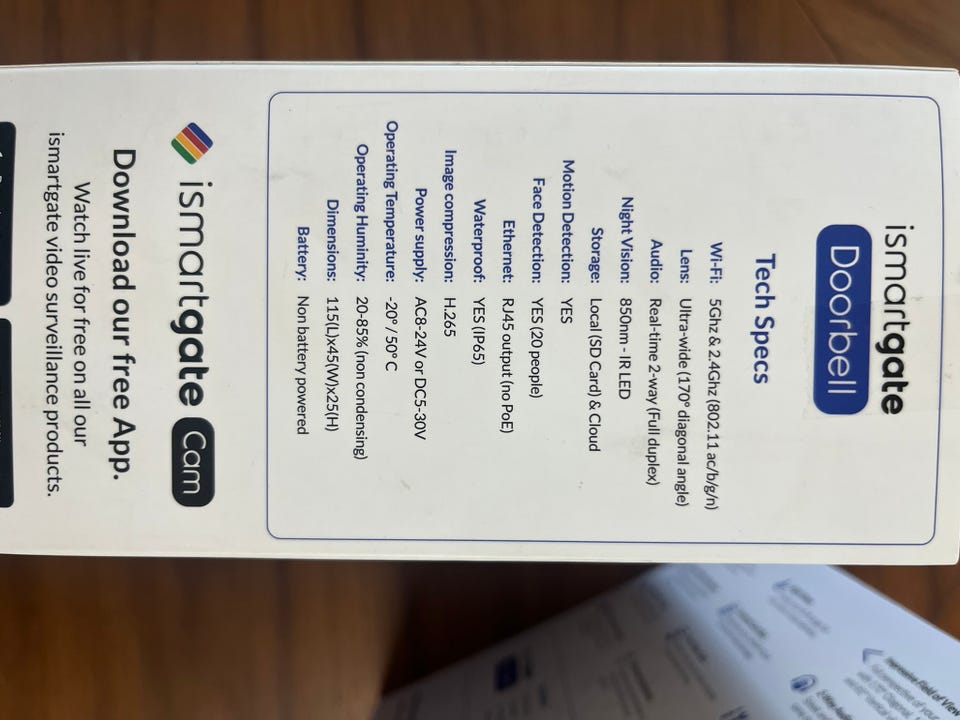 ismartgate
Doorbell
Tech Specs
Wi-Fi: 5Ghz & 2.4Ghz (802.11 ac/b/g/n)
Lens: Ultra-wide (170° diagonal angle)
Audio: Real-time 2-way (Full duplex)
Night Vision: 850nm - IR LED
Storage: Local (SD Card) & Cloud
Motion Detection: YES
Face Detection: YES (20 people)
Ethernet: RJ45 output (no PoE)
Waterproof: YES (IP65)
Image compression: H.265
Power supply: AC8-24V or DC5-30V
Operating Temperature: -20° / 50° C
Operating Huminity: 20-85% (non condensing)
Dimensions: 115(L)x45(W)x25(H)
Battery: Non battery powered
ismartgate Cam
Download our free App.
Watch live for free on all our
ismartgate video surveillance products.
Impressive Field of View